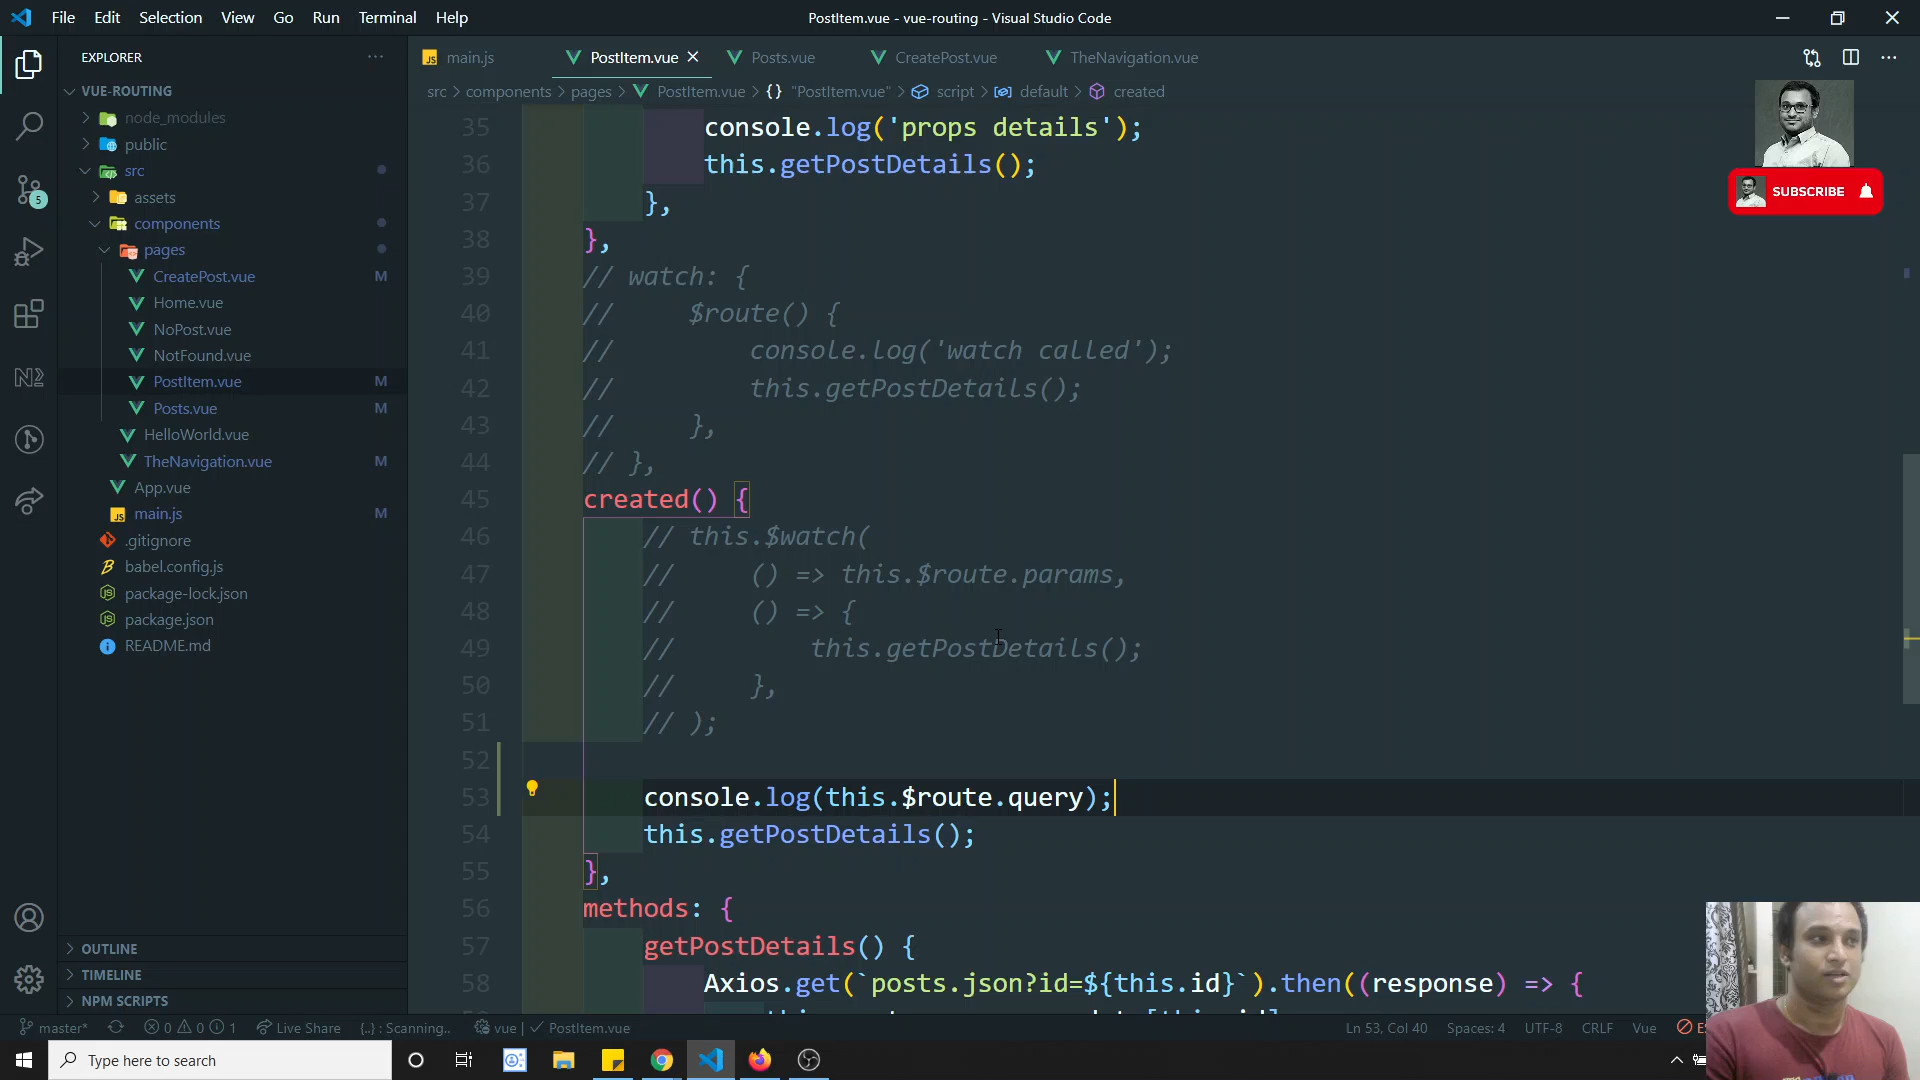 File Edit Selection View Go Run Terminal Help
PostItem.vue - vue-routing - Visual Studio Code
EXPLORER
VUE-ROUTING
node_modules
public
src
assets
components
pages
CreatePost.vue M
Home.vue
NoPost.vue
NotFound.vue
PostItem.vue M
Posts.vue M
HelloWorld.vue
TheNavigation.vue M
App.vue
JS main.js M
.gitignore
babel.config.js
package-lock.json
package.json
README.md
OUTLINE
TIMELINE
NPM SCRIPTS
5
JS main.js PostItem.vue Posts.vue CreatePost.vue TheNavigation.vue
src > components > pages > PostItem.vue > {} "PostItem.vue" > script > default > created
35 console.log('props details');
36 this.getPostDetails();
37 },
38 },
39 // watch: {
40 // $route() {
41 // console.log('watch called');
42 // this.getPostDetails();
43 // },
44 // },
45 created() {
46 // this.$watch(
47 // () => this.$route.params,
48 // () => {
49 // this.getPostDetails();
50 // },
51 // );
52
53 console.log(this.$route.query);
54 this.getPostDetails();
55 },
56 methods: {
57 getPostDetails() {
58 Axios.get(`posts.json?id=${this.id}`).then((response) => {
SUBSCRIBE
master* 0 0 1 Live Share {..} : Scanning.. vue | ✓ PostItem.vue
Ln 53, Col 40 Spaces: 4 UTF-8 CRLF Vue
Type here to search